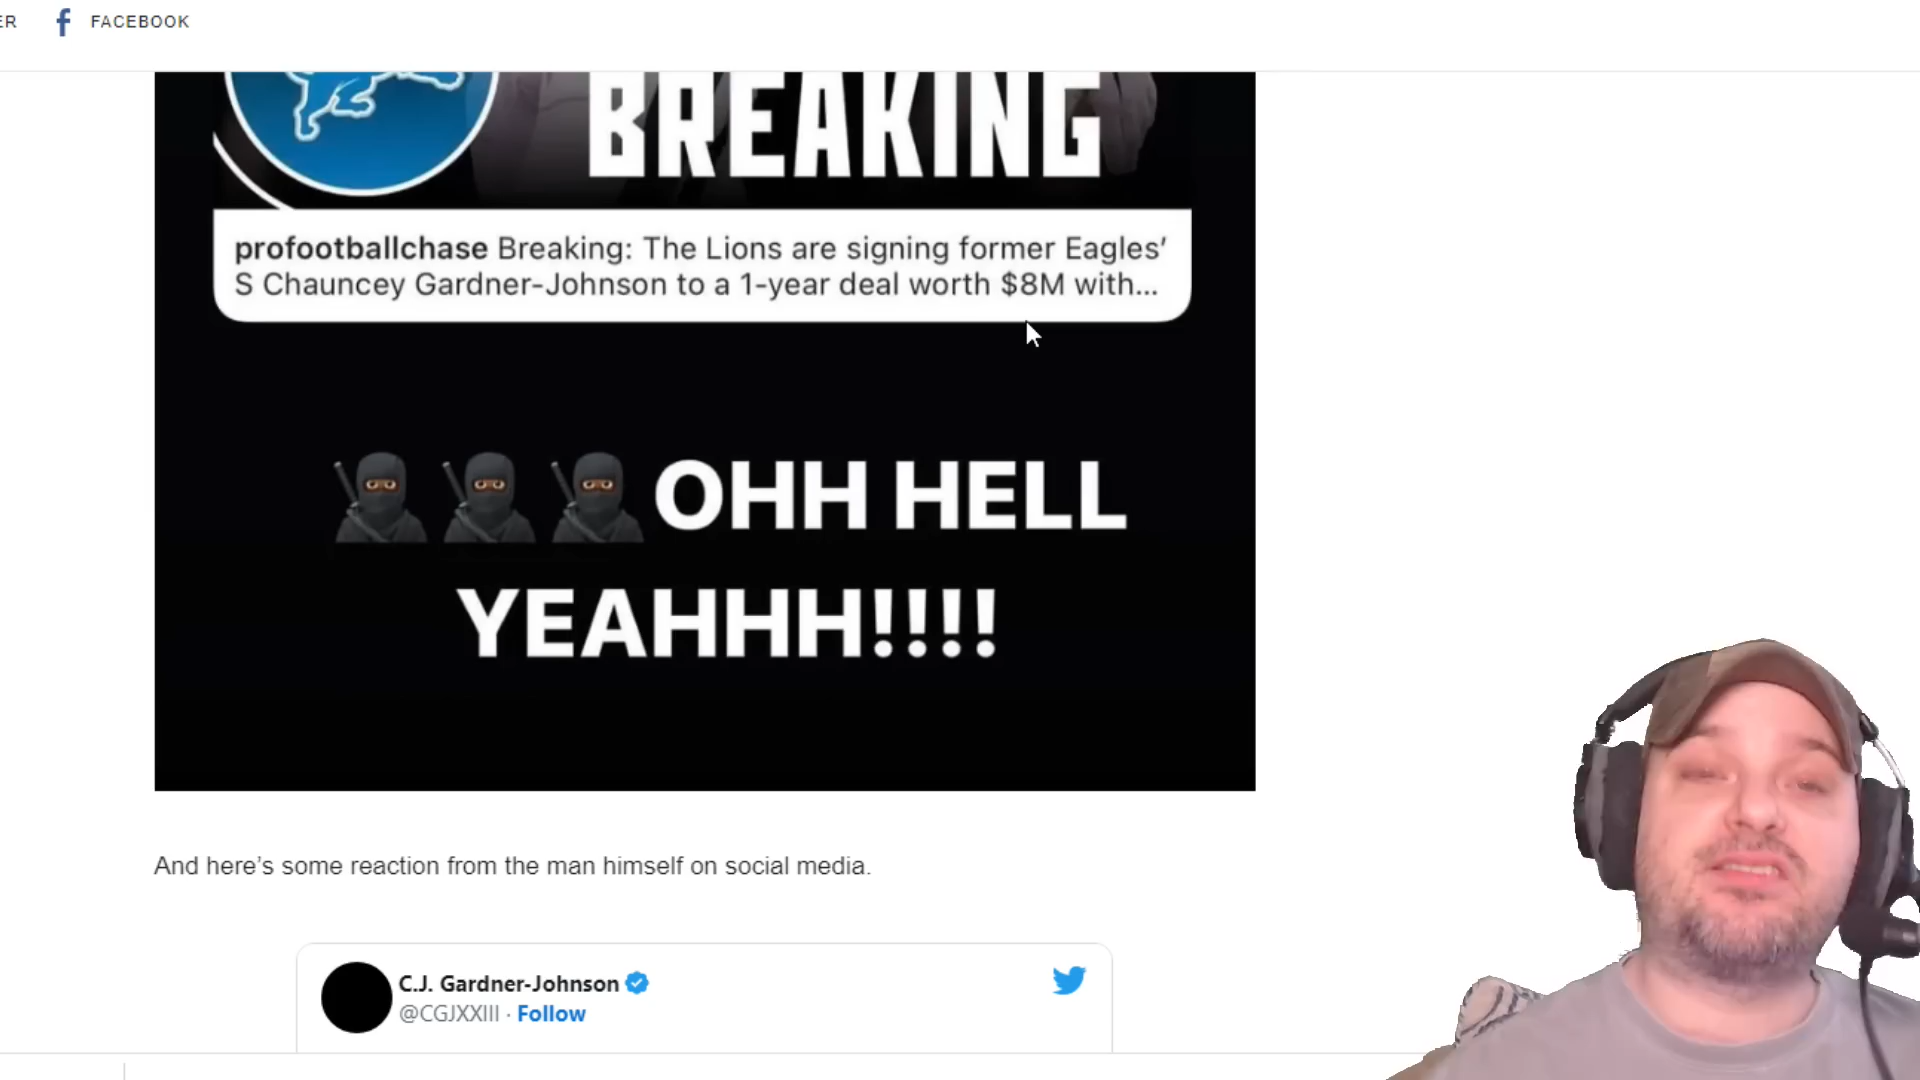 ER FACEBOOK
BREAKING
profootballchase Breaking: The Lions are signing former Eagles’
S Chauncey Gardner-Johnson to a 1-year deal worth $8M with...
OHH HELL
YEAHHH!!!!
And here’s some reaction from the man himself on social media.
C.J. Gardner-Johnson
@CGJXXIII · Follow